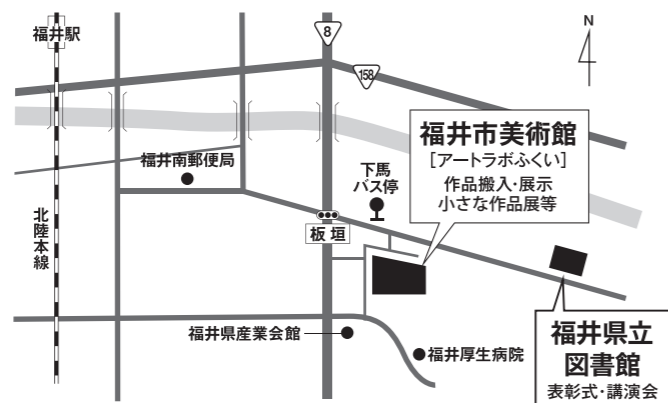 福井駅
8
158
N
福井市美術館
[アートラボふくい]
作品搬入・展示
小さな作品展等
福井南郵便局
下馬
バス停
板垣
北陸本線
福井県産業会館
福井厚生病院
福井県立
図書館
表彰式・講演会